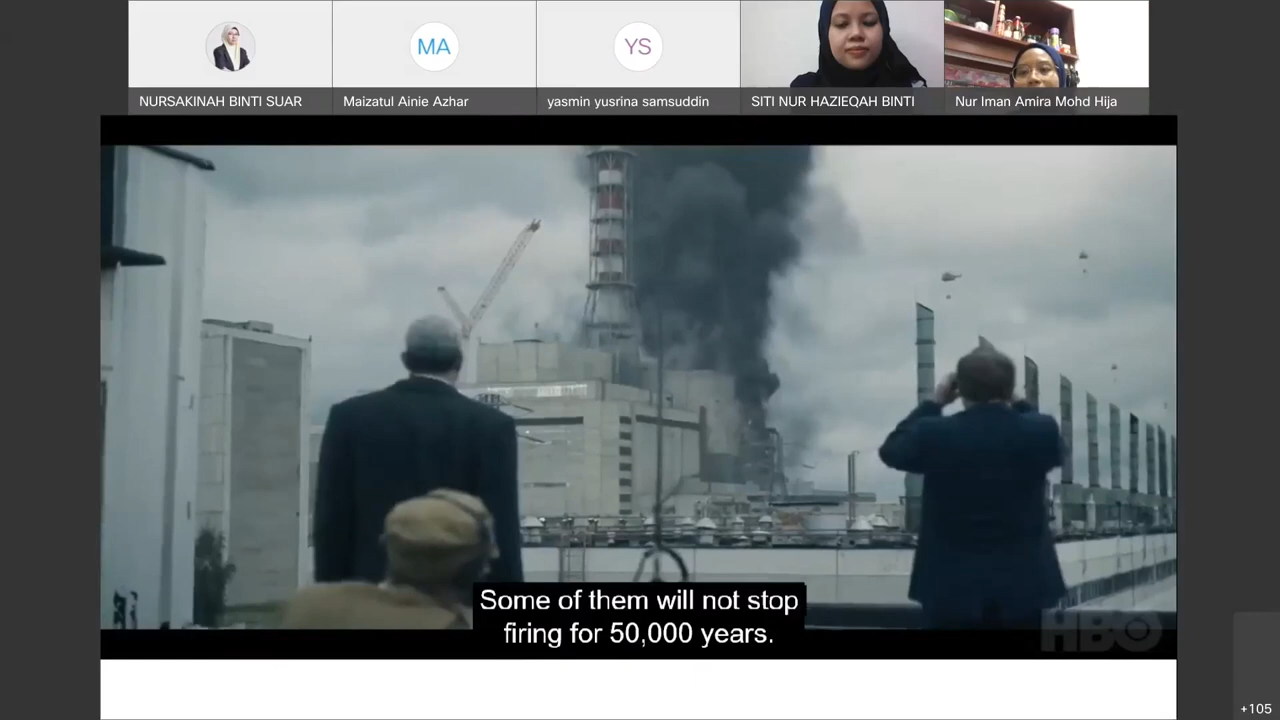 NURSAKINAH BINTI SUAR
MA
Maizatul Ainie Azhar
YS
yasmin yusrina samsuddin
SITI NUR HAZIEQAH BINTI
Nur Iman Amira Mohd Hija
Some of them will not stop
firing for 50,000 years.
HBO
+105